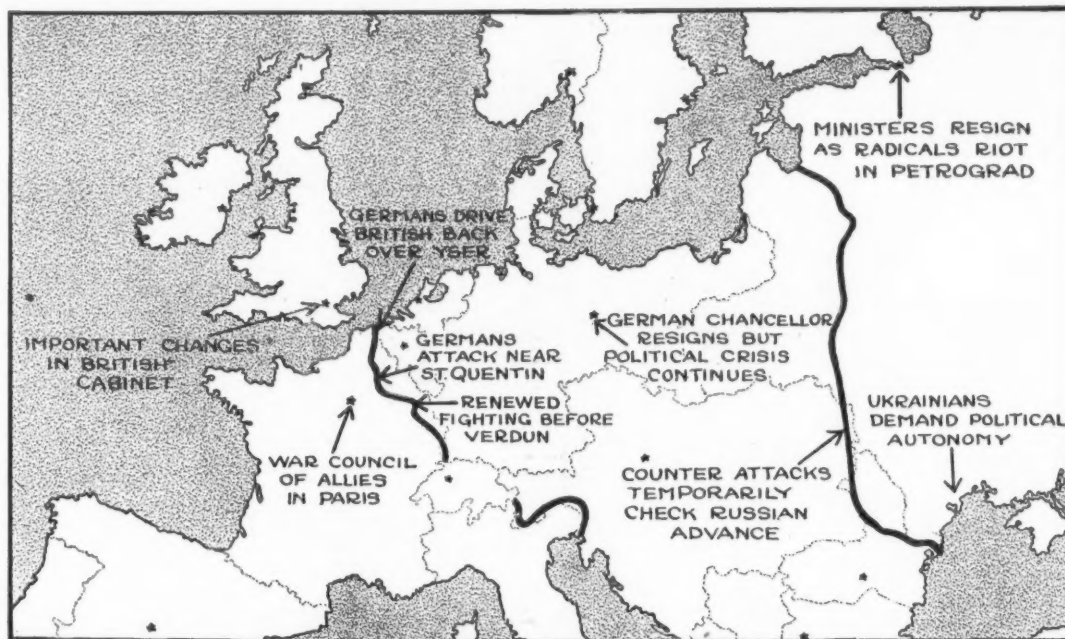 MINISTERS RESIGN
AS RADICALS RIOT
IN PETROGRAD
GERMANS DRIVE
BRITISH BACK
OVER YSER
IMPORTANT CHANGES
IN BRITISH
CABINET
GERMANS
ATTACK NEAR
ST. QUENTIN
GERMAN CHANCELLOR
RESIGNS BUT
POLITICAL CRISIS
CONTINUES
RENEWED
FIGHTING BEFORE
VERDUN
UKRAINIANS
DEMAND POLITICAL
AUTONOMY
WAR COUNCIL
OF ALLIES
IN PARIS
COUNTER ATTACKS
TEMPORARILY
CHECK RUSSIAN
ADVANCE